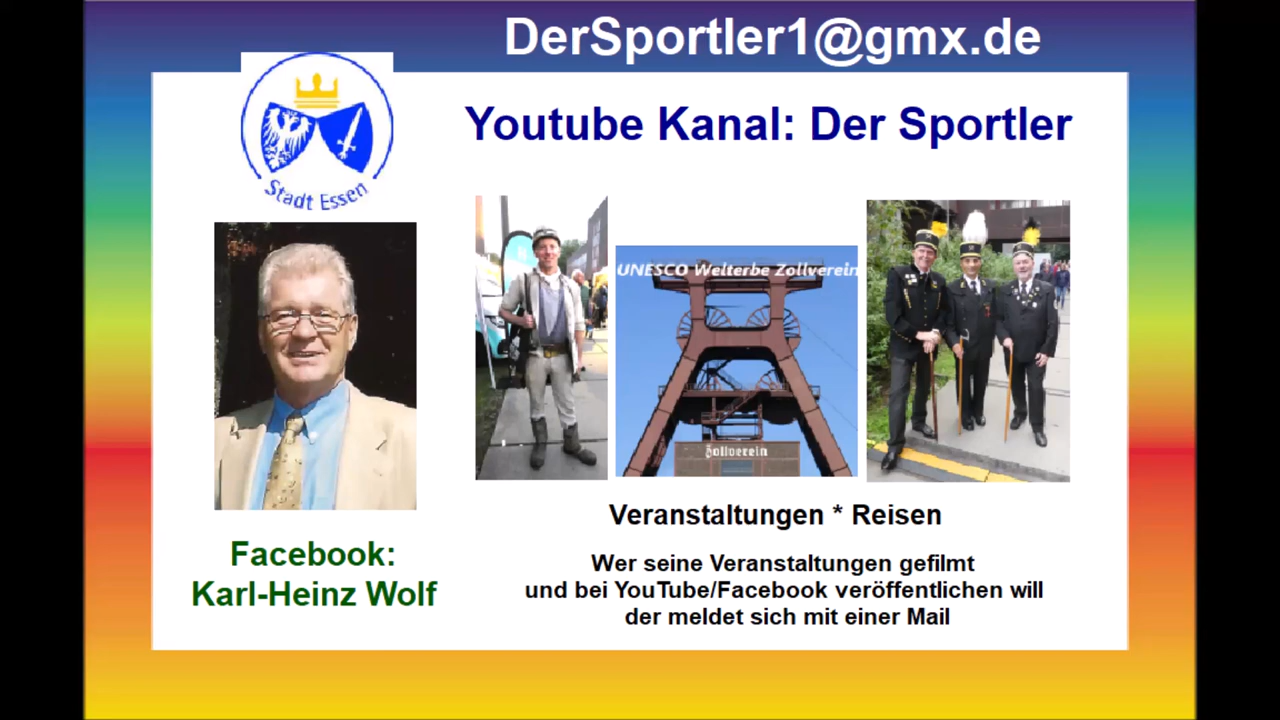 DerSportler1@gmx.de
Youtube Kanal: Der Sportler
Stadt Essen
UNESCO Welterbe Zollverein
Zollverein
Veranstaltungen * Reisen
Facebook:
Karl-Heinz Wolf
Wer seine Veranstaltungen gefilmt
und bei YouTube/Facebook veröffentlichen will
der meldet sich mit einer Mail